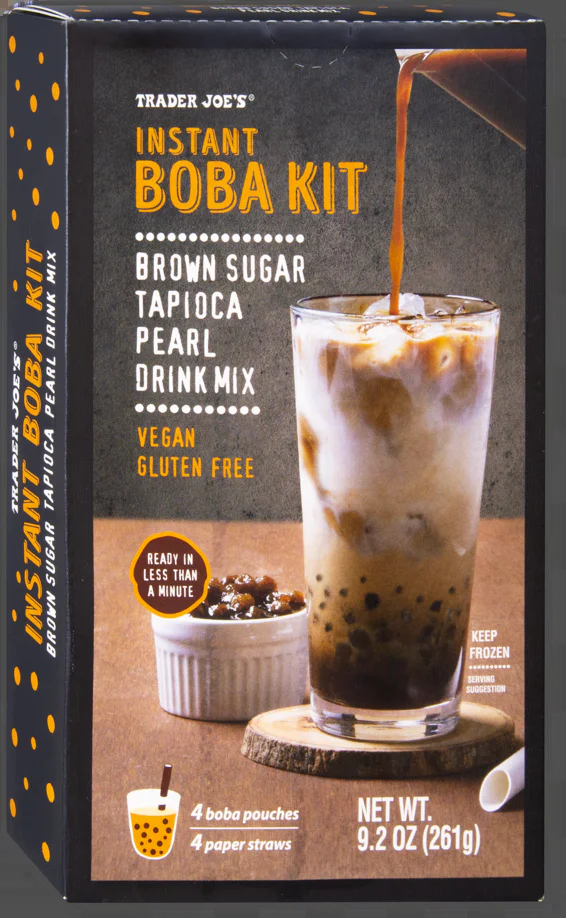 TRADER JOE'S®
INSTANT
BOBA KIT
BROWN SUGAR
TAPIOCA
PEARL
DRINK MIX
VEGAN
GLUTEN FREE
READY IN
LESS THAN
A MINUTE
KEEP
FROZEN
SERVING
SUGGESTION
4 boba pouches
4 paper straws
NET WT.
9.2 OZ (261g)
TRADER JOE'S®
INSTANT BOBA KIT
BROWN SUGAR TAPIOCA PEARL DRINK MIX